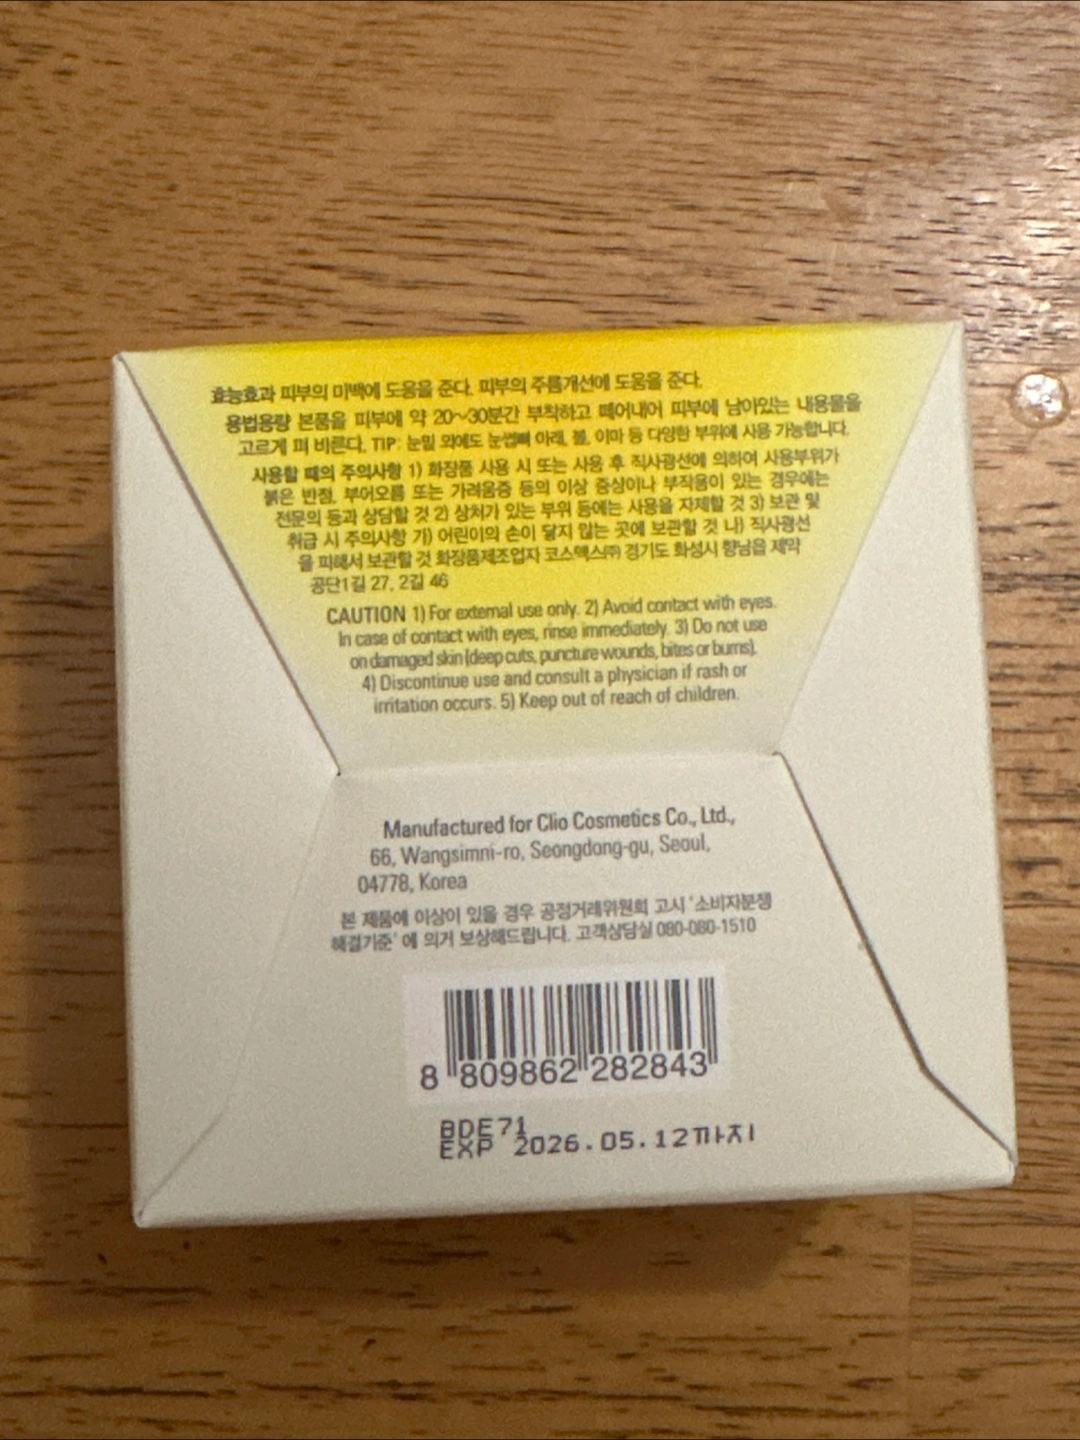 효능효과 피부의 미백에 도움을 준다. 피부의 주름개선에 도움을 준다.
용법용량 본품을 피부에 약 20~30분간 부착하고 떼어내어 피부에 남아있는 내용물을
고르게 펴 바른다. TIP: 눈밑 외에도 눈썹뼈 아래, 볼, 이마 등 다양한 부위에 사용 가능합니다.
사용할 때의 주의사항 1) 화장품 사용 시 또는 사용 후 직사광선에 의하여 사용부위가
붉은 반점, 부어오름 또는 가려움증 등의 이상 증상이나 부작용이 있는 경우에는
전문의 등과 상담할 것 2) 상처가 있는 부위 등에는 사용을 자제할 것 3) 보관 및
취급 시 주의사항 가) 어린이의 손이 닿지 않는 곳에 보관할 것 나) 직사광선
을 피해서 보관할 것 화장품제조업자 코스맥스㈜ 경기도 화성시 향남읍 제약
공단1길 27, 2길 46
CAUTION 1) For external use only. 2) Avoid contact with eyes.
In case of contact with eyes, rinse immediately. 3) Do not use
on damaged skin (deep cuts, puncture wounds, bites or burns).
4) Discontinue use and consult a physician if rash or
irritation occurs. 5) Keep out of reach of children.
Manufactured for Clio Cosmetics Co., Ltd.,
66, Wangsimni-ro, Seongdong-gu, Seoul,
04778, Korea
본 제품에 이상이 있을 경우 공정거래위원회 고시 '소비자분쟁
해결기준' 에 의거 보상해드립니다. 고객상담실 080-080-1510
8 809862 282843
BDE71
EXP 2026.05.12까지